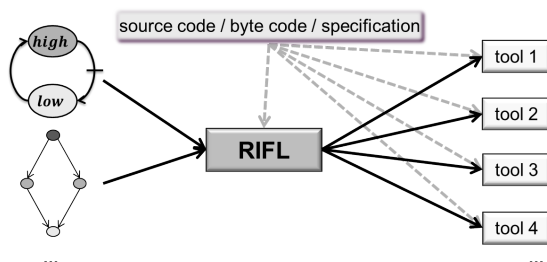 source code / byte code / specification
high
low
RIFL
tool 1
tool 2
tool 3
tool 4
...
...